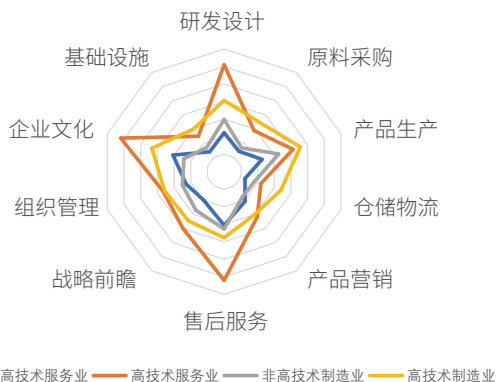 研发设计
基础设施
原料采购
企业文化
产品生产
组织管理
仓储物流
战略前瞻
产品营销
售后服务
高技术服务业 高技术服务业 非高技术制造业 高技术制造业